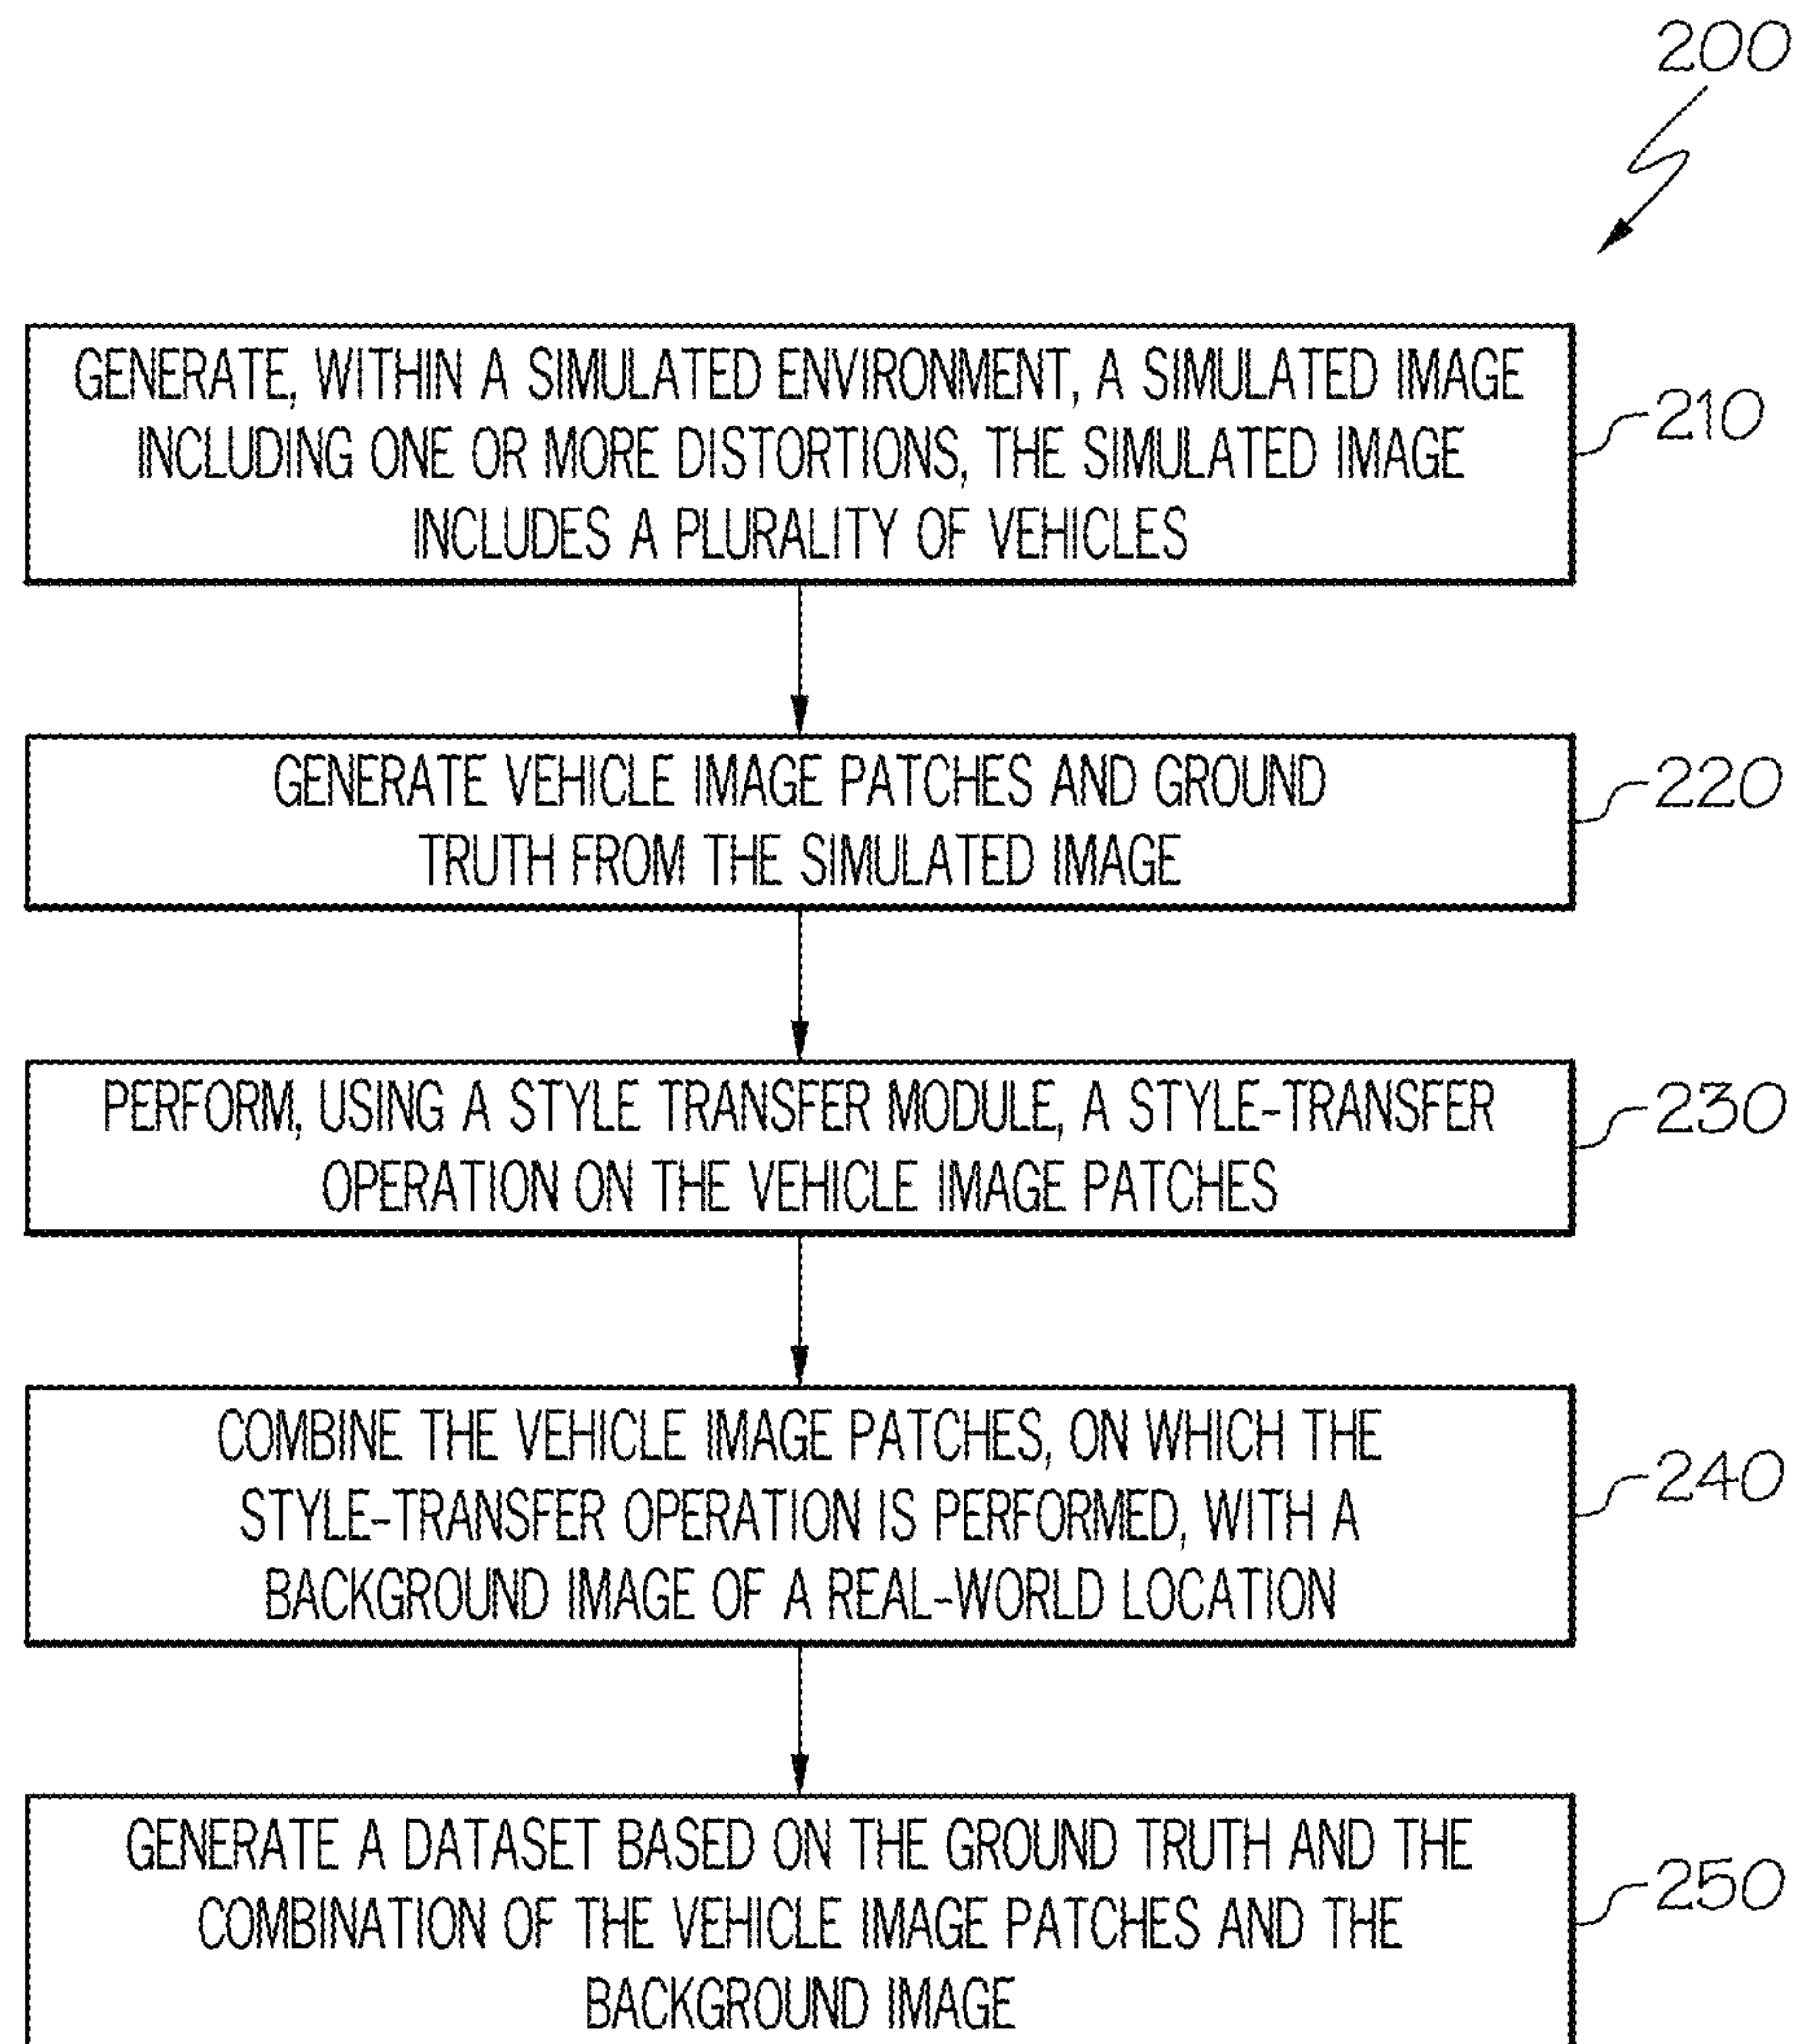 200
GENERATE, WITHIN A SIMULATED ENVIRONMENT, A SIMULATED IMAGE
INCLUDING ONE OR MORE DISTORTIONS, THE SIMULATED IMAGE
INCLUDES A PLURALITY OF VEHICLES
210
GENERATE VEHICLE IMAGE PATCHES AND GROUND
TRUTH FROM THE SIMULATED IMAGE
220
PERFORM, USING A STYLE TRANSFER MODULE, A STYLE-TRANSFER
OPERATION ON THE VEHICLE IMAGE PATCHES
230
COMBINE THE VEHICLE IMAGE PATCHES, ON WHICH THE
STYLE-TRANSFER OPERATION IS PERFORMED, WITH A
BACKGROUND IMAGE OF A REAL-WORLD LOCATION
240
GENERATE A DATASET BASED ON THE GROUND TRUTH AND THE
COMBINATION OF THE VEHICLE IMAGE PATCHES AND THE
BACKGROUND IMAGE
250